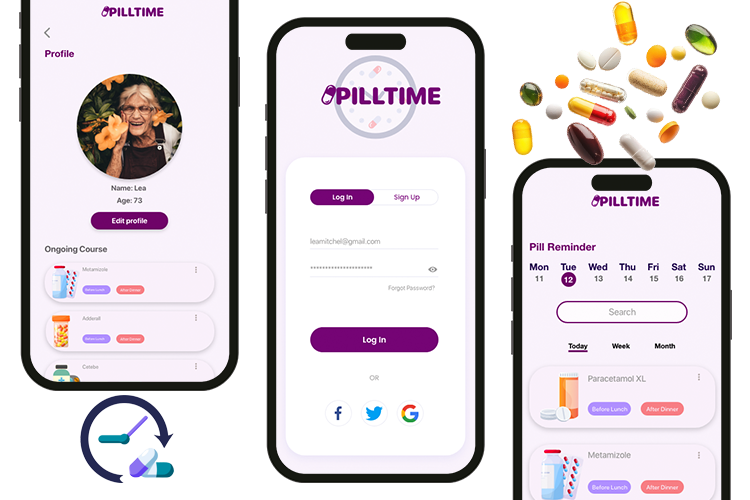 PILLTIME
Profile
Name: Lea
Age: 73
Edit profile
Ongoing Course
Metamizole
Before Lunch
After Dinner
Adderall
Before Lunch
After Dinner
PILLTIME
Log In
Sign Up
leamitchel@gmail.com
Forgot Password?
Log In
OR
PILLTIME
Pill Reminder
Mon Tue Wed Thu Fri Sat Sun
11 12 13 14 15 16 17
Search
Today Week Month
Paracetamol XL
Before Lunch
After Dinner
Metamizole
Before Lunch
After Dinner